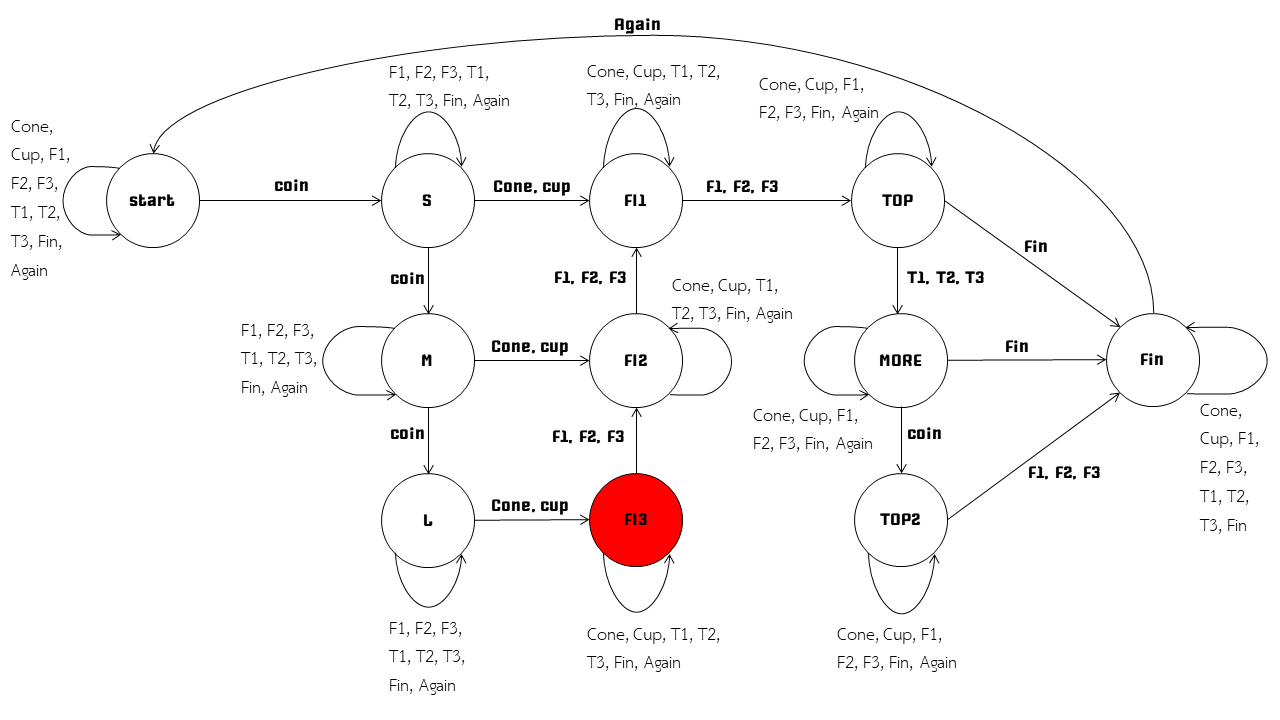 Again
F1, F2, F3, T1,
T2, T3, Fin, Again
Cone, Cup, T1, T2,
T3, Fin, Again
Cone, Cup, F1,
F2, F3, Fin, Again
Cone,
Cup, F1,
F2, F3,
T1, T2,
T3, Fin,
Again
start
coin
S
Cone, cup
Fl1
F1, F2, F3
TOP
Fin
coin
F1, F2, F3
Cone, Cup, T1,
T2, T3, Fin, Again
T1, T2, T3
F1, F2, F3,
T1, T2, T3,
Fin, Again
M
Cone, cup
Fl2
MORE
Fin
Fin
Cone, Cup, F1,
F2, F3, Fin, Again
coin
F1, F2, F3
coin
F1, F2, F3
Cone,
Cup, F1,
F2, F3,
T1, T2,
T3, Fin
L
Cone, cup
Fl3
TOP2
F1, F2, F3,
T1, T2, T3,
Fin, Again
Cone, Cup, T1, T2,
T3, Fin, Again
Cone, Cup, F1,
F2, F3, Fin, Again